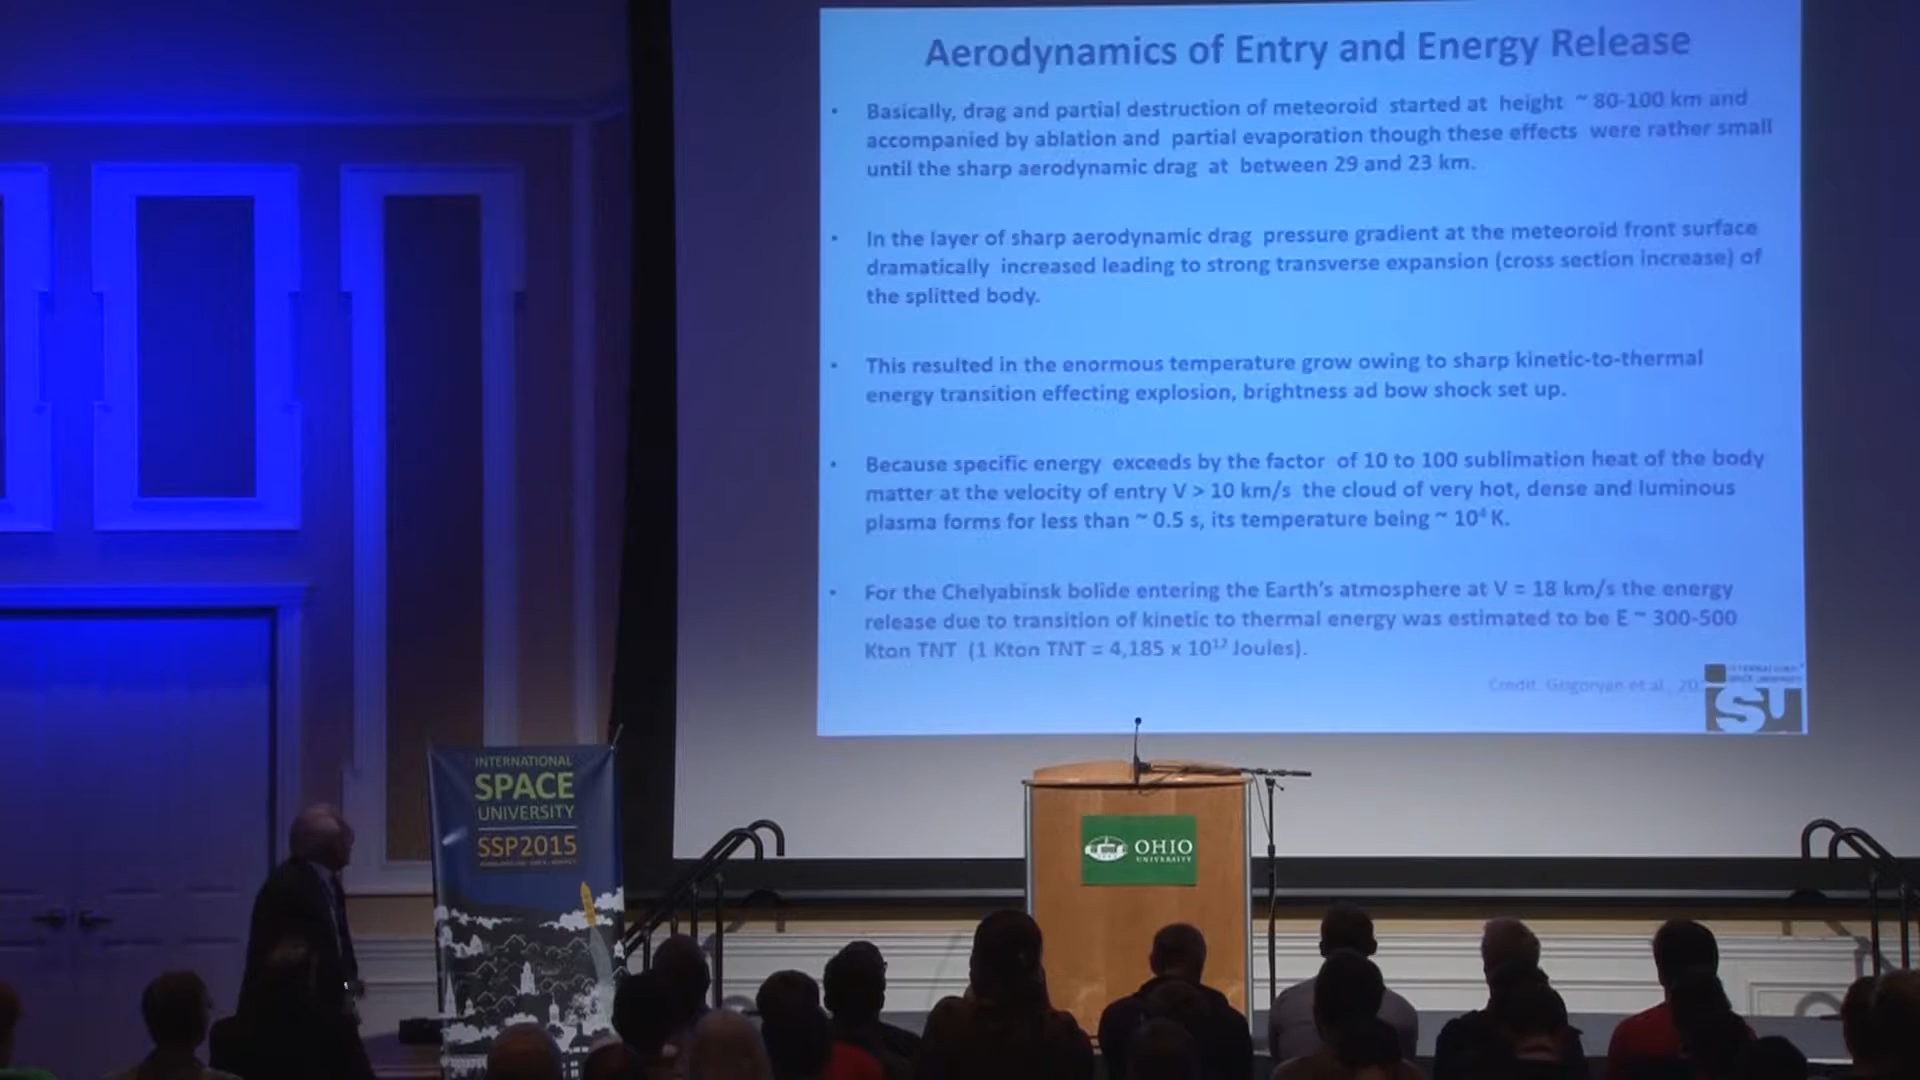 Aerodynamics of Entry and Energy Release
• Basically, drag and partial destruction of meteoroid started at height ~ 80-100 km and
accompanied by ablation and partial evaporation though these effects were rather small
until the sharp aerodynamic drag at between 29 and 23 km.
• In the layer of sharp aerodynamic drag pressure gradient at the meteoroid front surface
dramatically increased leading to strong transverse expansion (cross section increase) of
the splitted body.
• This resulted in the enormous temperature grow owing to sharp kinetic-to-thermal
energy transition effecting explosion, brightness ad bow shock set up.
• Because specific energy exceeds by the factor of 10 to 100 sublimation heat of the body
matter at the velocity of entry V > 10 km/s the cloud of very hot, dense and luminous
plasma forms for less than ~ 0.5 s, its temperature being ~ 10⁴ K.
• For the Chelyabinsk bolide entering the Earth's atmosphere at V = 18 km/s the energy
release due to transition of kinetic to thermal energy was estimated to be E ~ 300-500
Kton TNT (1 Kton TNT = 4,185 x 10¹² Joules).
Credit: Grigoryan et al., 20
INTERNATIONAL
SPACE UNIVERSITY
iSU
INTERNATIONAL
SPACE
UNIVERSITY
SSP2015
OHIO
UNIVERSITY